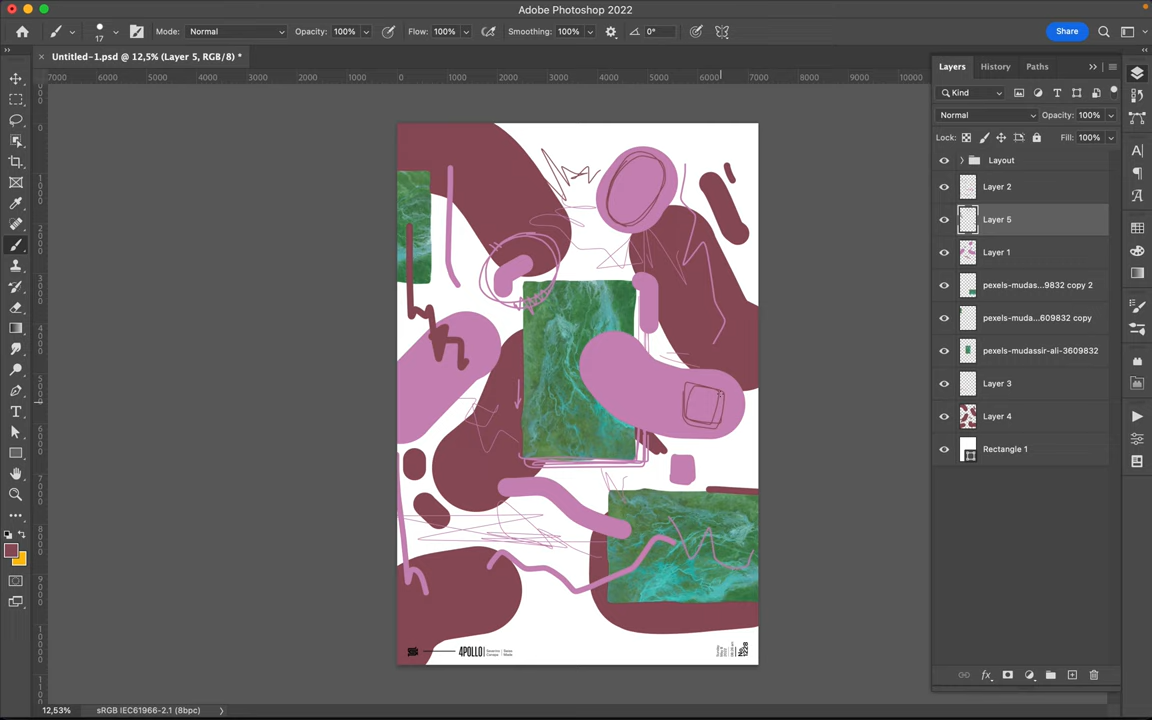 Adobe Photoshop 2022
17 Mode: Normal Opacity: 100% Flow: 100% Smoothing: 100% 0° Share
Untitled-1.psd @ 12,5% (Layer 5, RGB/8) *
7000 6000 5000 4000 3000 2000 1000 0 1000 2000 3000 4000 5000 6000 7000 8000 9000 10000
Layers History Paths
Kind
Normal Opacity: 100%
Lock: Fill: 100%
Layout
Layer 2
Layer 5
Layer 1
pexels-mudas...9832 copy 2
pexels-muda...609832 copy
pexels-mudassir-ali-3609832
Layer 3
Layer 4
Rectangle 1
4POLLO
1228
12,53% sRGB IEC61966-2.1 (8bpc)